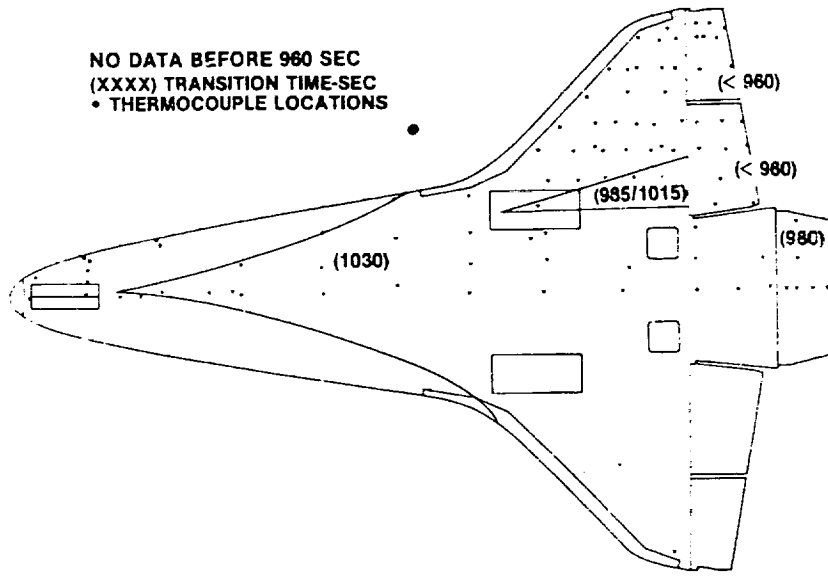 NO DATA BEFORE 960 SEC
(XXXX) TRANSITION TIME-SEC
• THERMOCOUPLE LOCATIONS
(< 960)
(< 960)
(985/1015)
(980)
(1030)